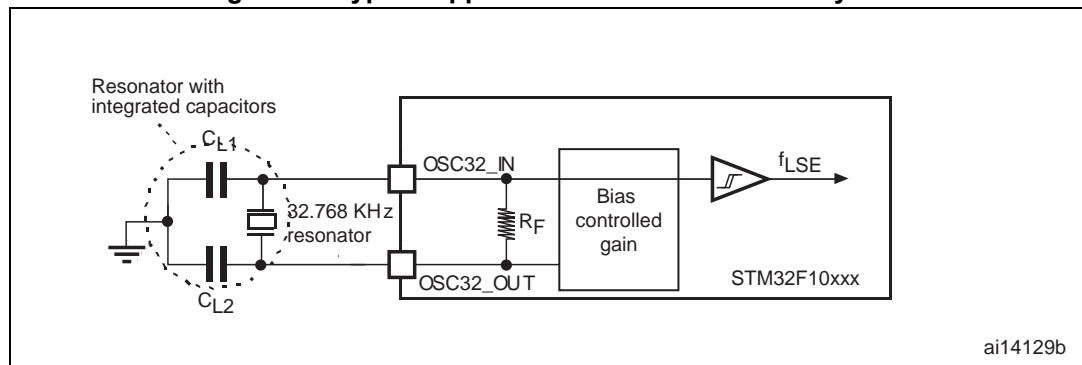 Resonator with
integrated capacitors
CL1
OSC32_IN
fLSE
Bias
controlled
gain
32.768 KHz
resonator
RF
STM32F10xxx
OSC32_OUT
CL2
ai14129b